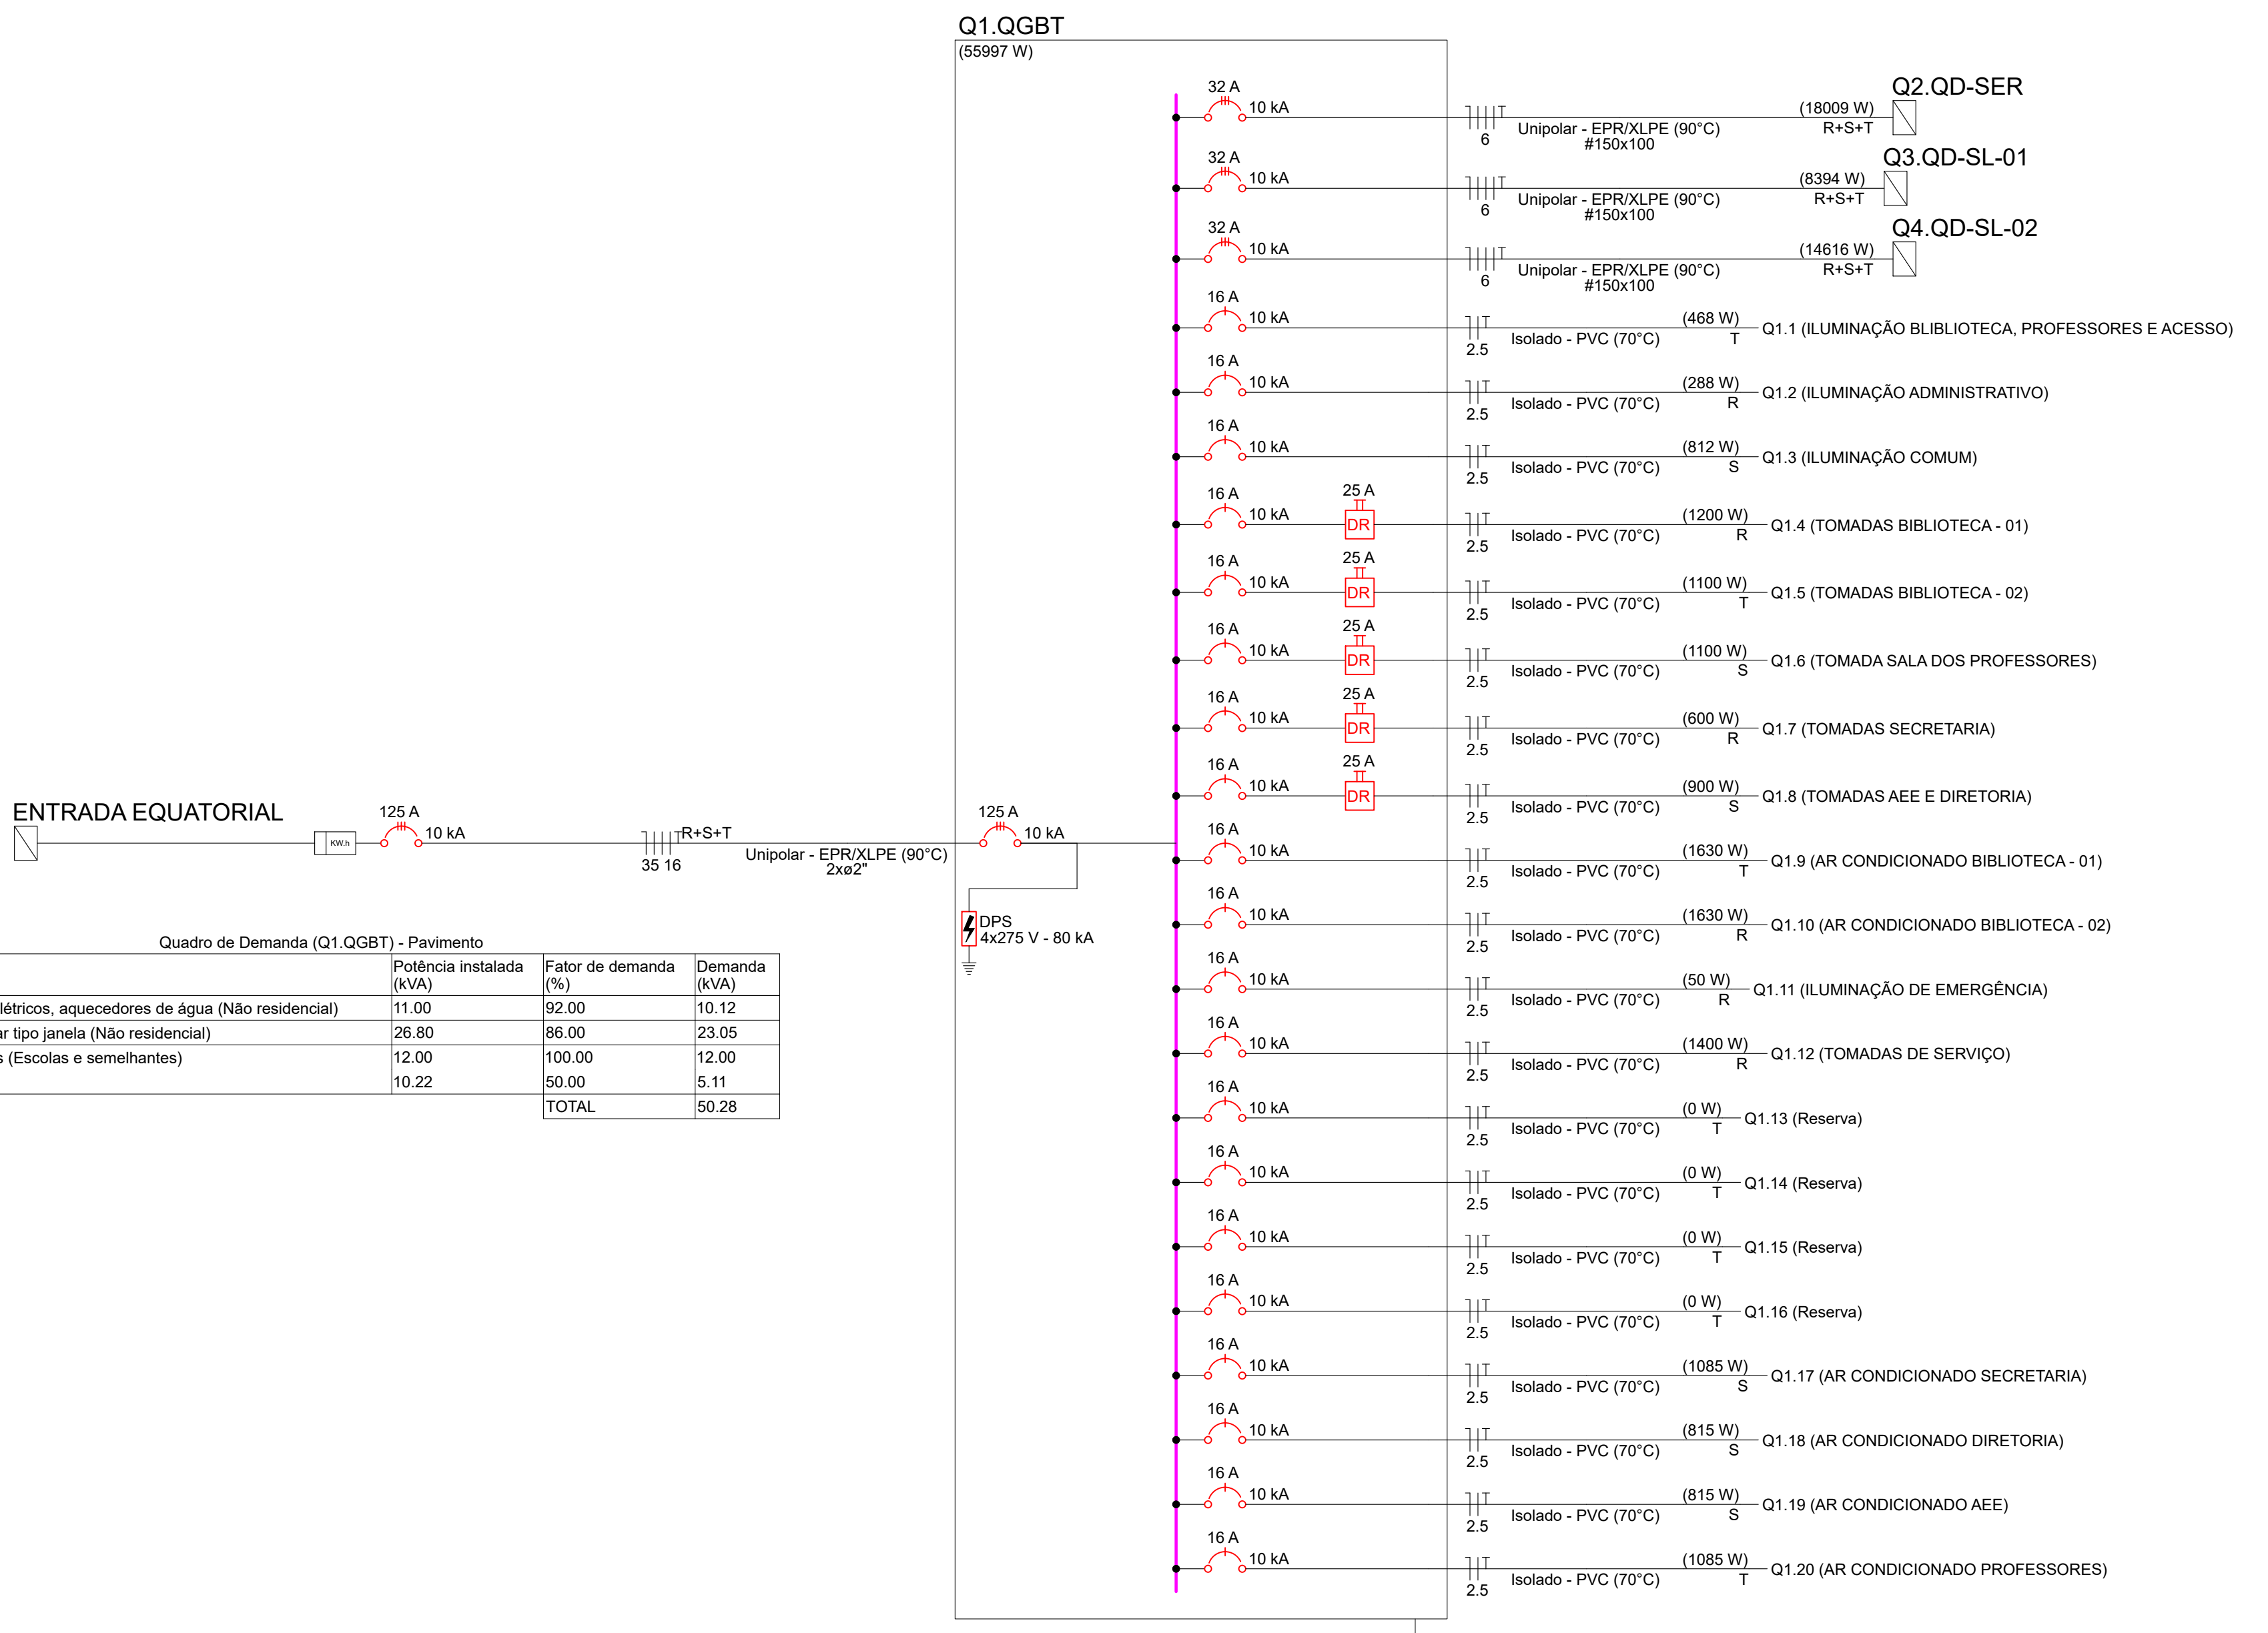 Q1.QGBT
(55997 W)
32 A
10 kA
6
Unipolar - EPR/XLPE (90°C)
#150x100
(18009 W)
R+S+T
Q2.QD-SER
32 A
10 kA
6
Unipolar - EPR/XLPE (90°C)
#150x100
(8394 W)
R+S+T
Q3.QD-SL-01
32 A
10 kA
6
Unipolar - EPR/XLPE (90°C)
#150x100
(14616 W)
R+S+T
Q4.QD-SL-02
16 A
10 kA
2.5
Isolado - PVC (70°C)
(468 W)
T
Q1.1 (ILUMINAÇÃO BLIBLIOTECA, PROFESSORES E ACESSO)
16 A
10 kA
2.5
Isolado - PVC (70°C)
(288 W)
R
Q1.2 (ILUMINAÇÃO ADMINISTRATIVO)
16 A
10 kA
2.5
Isolado - PVC (70°C)
(812 W)
S
Q1.3 (ILUMINAÇÃO COMUM)
16 A
10 kA
25 A
DR
2.5
Isolado - PVC (70°C)
(1200 W)
R
Q1.4 (TOMADAS BIBLIOTECA - 01)
16 A
10 kA
25 A
DR
2.5
Isolado - PVC (70°C)
(1100 W)
T
Q1.5 (TOMADAS BIBLIOTECA - 02)
16 A
10 kA
25 A
DR
2.5
Isolado - PVC (70°C)
(1100 W)
S
Q1.6 (TOMADA SALA DOS PROFESSORES)
16 A
10 kA
25 A
DR
2.5
Isolado - PVC (70°C)
(600 W)
R
Q1.7 (TOMADAS SECRETARIA)
16 A
10 kA
25 A
DR
2.5
Isolado - PVC (70°C)
(900 W)
S
Q1.8 (TOMADAS AEE E DIRETORIA)
ENTRADA EQUATORIAL
KW.h
125 A
10 kA
35 16
R+S+T
Unipolar - EPR/XLPE (90°C)
2xø2"
125 A
10 kA
DPS
4x275 V - 80 kA
16 A
10 kA
2.5
Isolado - PVC (70°C)
(1630 W)
T
Q1.9 (AR CONDICIONADO BIBLIOTECA - 01)
16 A
10 kA
2.5
Isolado - PVC (70°C)
(1630 W)
R
Q1.10 (AR CONDICIONADO BIBLIOTECA - 02)
16 A
10 kA
2.5
Isolado - PVC (70°C)
(50 W)
R
Q1.11 (ILUMINAÇÃO DE EMERGÊNCIA)
16 A
10 kA
2.5
Isolado - PVC (70°C)
(1400 W)
R
Q1.12 (TOMADAS DE SERVIÇO)
16 A
10 kA
2.5
Isolado - PVC (70°C)
(0 W)
T
Q1.13 (Reserva)
16 A
10 kA
2.5
Isolado - PVC (70°C)
(0 W)
T
Q1.14 (Reserva)
16 A
10 kA
2.5
Isolado - PVC (70°C)
(0 W)
T
Q1.15 (Reserva)
16 A
10 kA
2.5
Isolado - PVC (70°C)
(0 W)
T
Q1.16 (Reserva)
16 A
10 kA
2.5
Isolado - PVC (70°C)
(1085 W)
S
Q1.17 (AR CONDICIONADO SECRETARIA)
16 A
10 kA
2.5
Isolado - PVC (70°C)
(815 W)
S
Q1.18 (AR CONDICIONADO DIRETORIA)
16 A
10 kA
2.5
Isolado - PVC (70°C)
(815 W)
S
Q1.19 (AR CONDICIONADO AEE)
16 A
10 kA
2.5
Isolado - PVC (70°C)
(1085 W)
T
Q1.20 (AR CONDICIONADO PROFESSORES)
Quadro de Demanda (Q1.QGBT) - Pavimento
Potência instalada (kVA) Fator de demanda (%) Demanda (kVA)
létricos, aquecedores de água (Não residencial) 11.00 92.00 10.12
ar tipo janela (Não residencial) 26.80 86.00 23.05
s (Escolas e semelhantes) 12.00 100.00 12.00
10.22 50.00 5.11
TOTAL 50.28